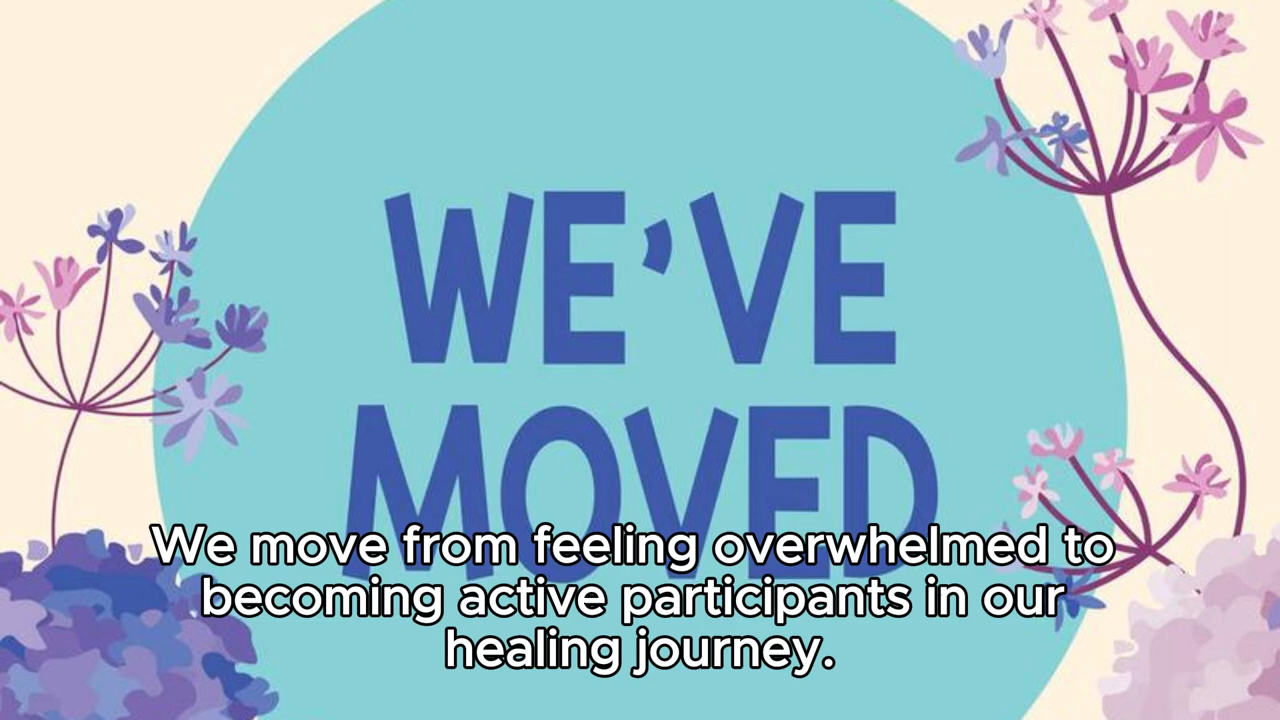 WE'VE
MOVED
We move from feeling overwhelmed to
becoming active participants in our
healing journey.